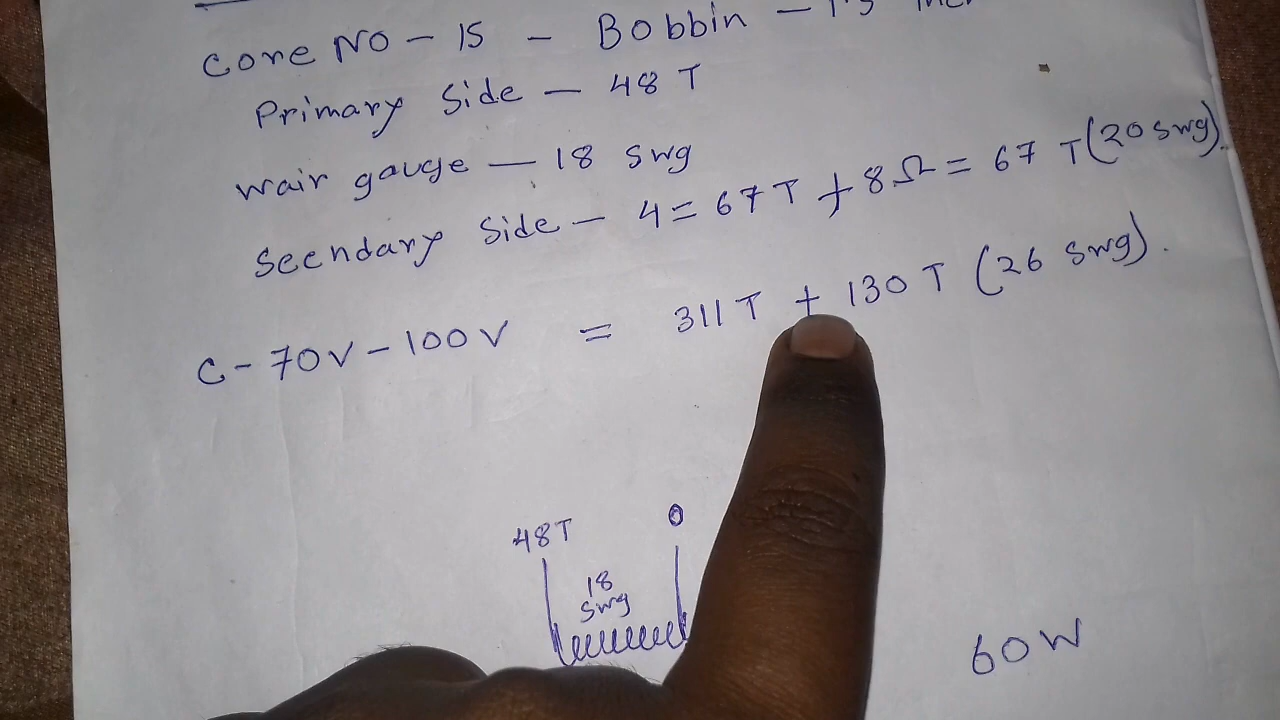 Core NO - 15 - Bobbin -
Primary Side - 48 T
Wair gauge - 18 Swg
Seendary Side - 4 = 67 T + 8 Ω = 67 T (20 swg).
C - 70V - 100V = 311 T + 130 T (26 Swg).
48T 0
18
Swg
60 W